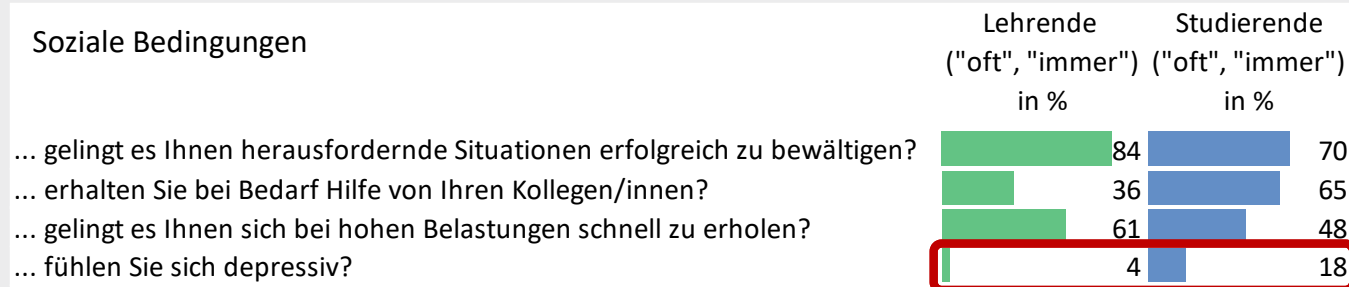 Soziale Bedingungen
Lehrende Studierende
("oft", "immer") ("oft", "immer")
in % in %
... gelingt es Ihnen herausfordernde Situationen erfolgreich zu bewältigen? 84 70
... erhalten Sie bei Bedarf Hilfe von Ihren Kollegen/innen? 36 65
... gelingt es Ihnen sich bei hohen Belastungen schnell zu erholen? 61 48
... fühlen Sie sich depressiv? 4 18